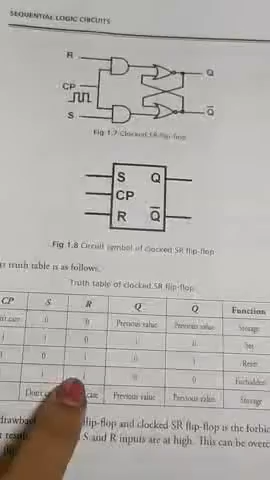 SEQUENTIAL LOGIC CIRCUITS
R
Q
CP
S
Q̅
Fig 1.7 Clocked SR flip-flop
S Q
CP
R Q̅
Fig 1.8 Circuit symbol of clocked SR flip-flop
truth table is as follows.
Truth table of clocked SR flip-flop
CP S R Q Q Function
0 0 Previous value Previous value Storage
1 0 1 0 Set
0 1 0 1 Reset
1 1 0 0 Forbidden
Don't care Previous value Previous value Storage
flip-flop and clocked SR flip-flop is the
S and R inputs are at high. This can be